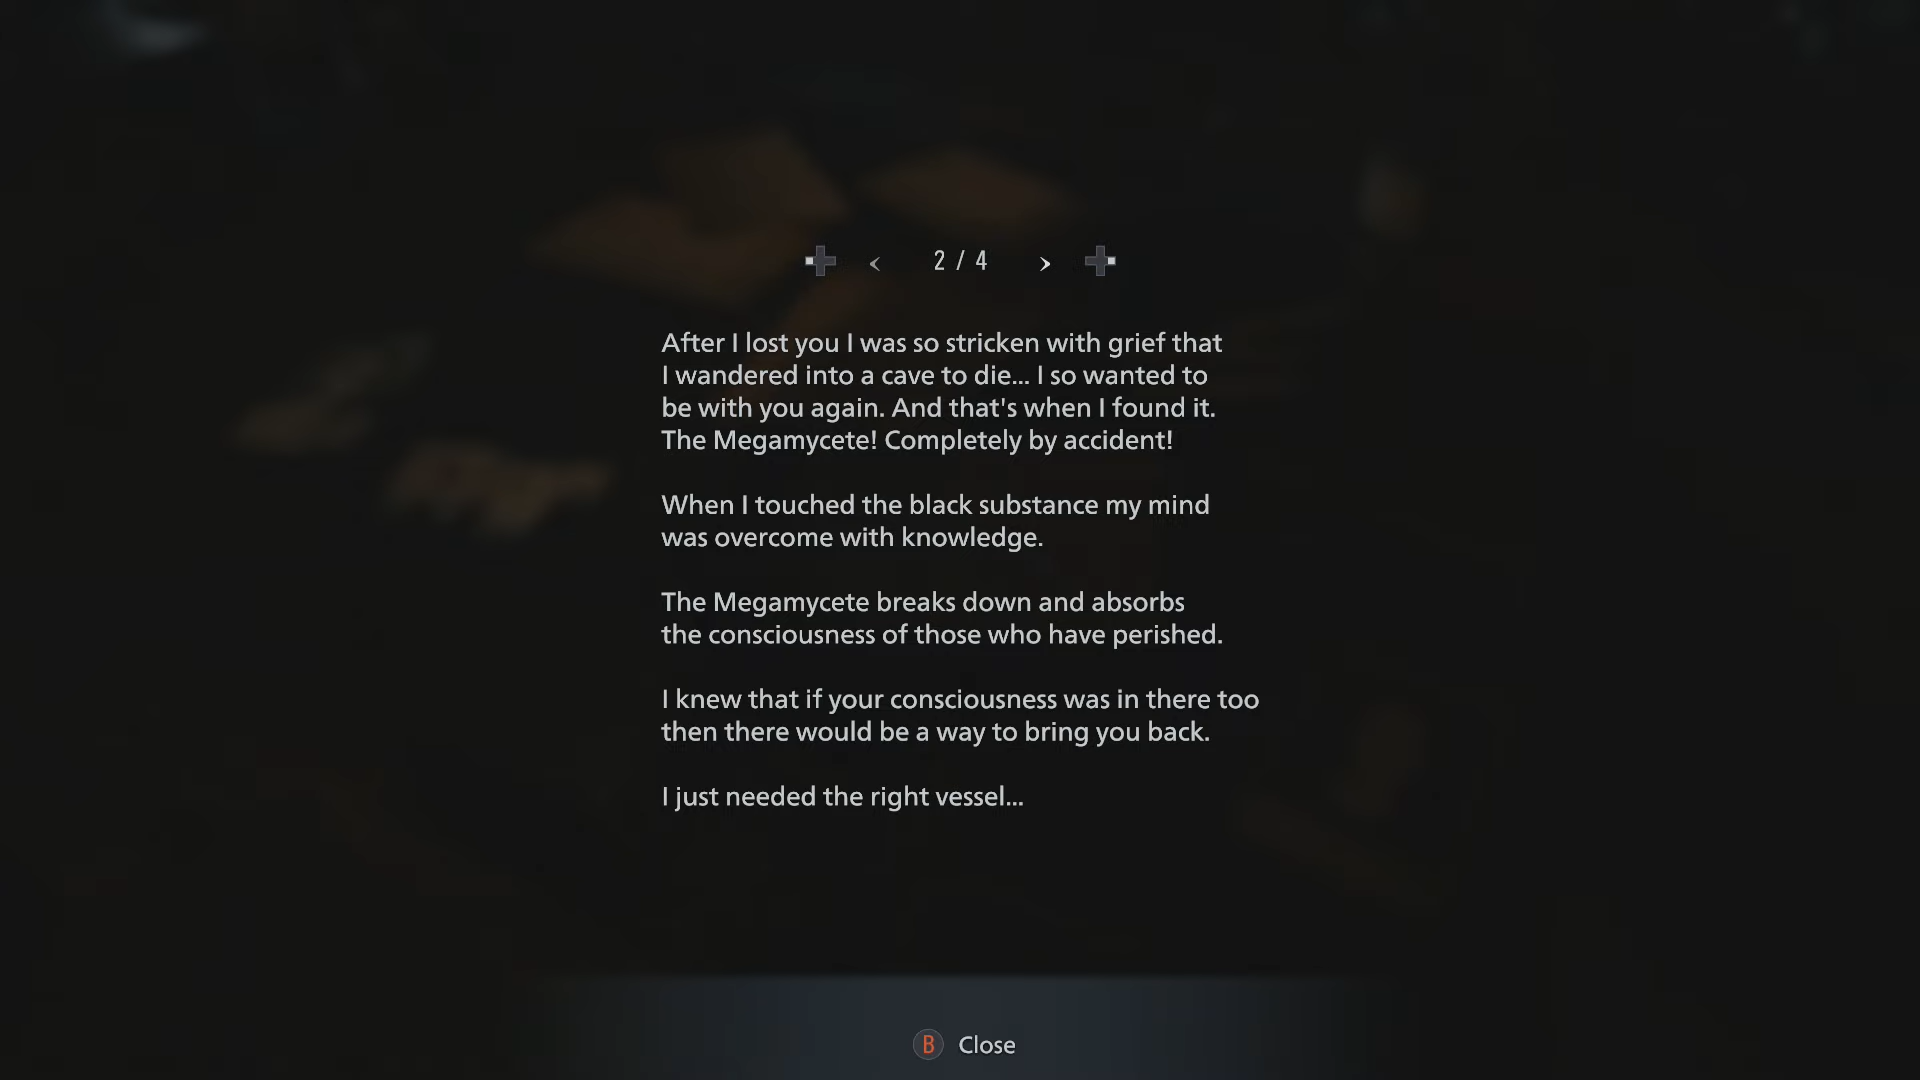 < 2 / 4 >
After I lost you I was so stricken with grief that
I wandered into a cave to die... I so wanted to
be with you again. And that's when I found it.
The Megamycete! Completely by accident!
When I touched the black substance my mind
was overcome with knowledge.
The Megamycete breaks down and absorbs
the consciousness of those who have perished.
I knew that if your consciousness was in there too
then there would be a way to bring you back.
I just needed the right vessel...
B Close